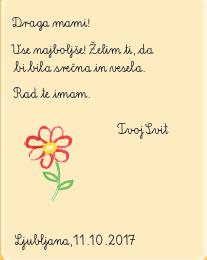 Draga mami!
Vse najboljše! Želim ti, da
bi bila srečna in vesela.
Rad te imam.
Tvoj Svit
Ljubljana, 11.10.2017